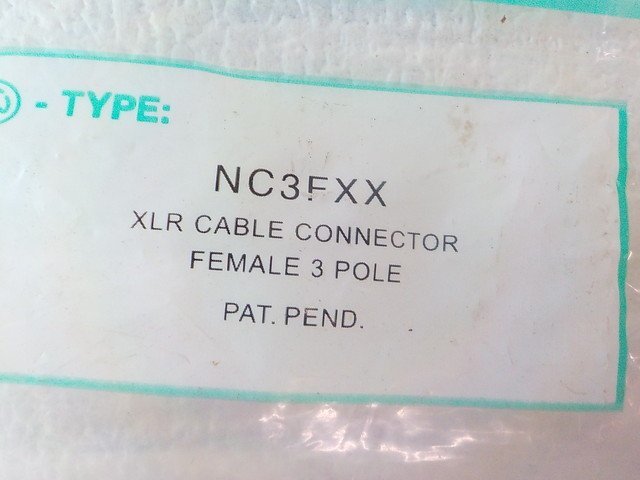 - TYPE:
NC3FXX
XLR CABLE CONNECTOR
FEMALE 3 POLE
PAT. PEND.